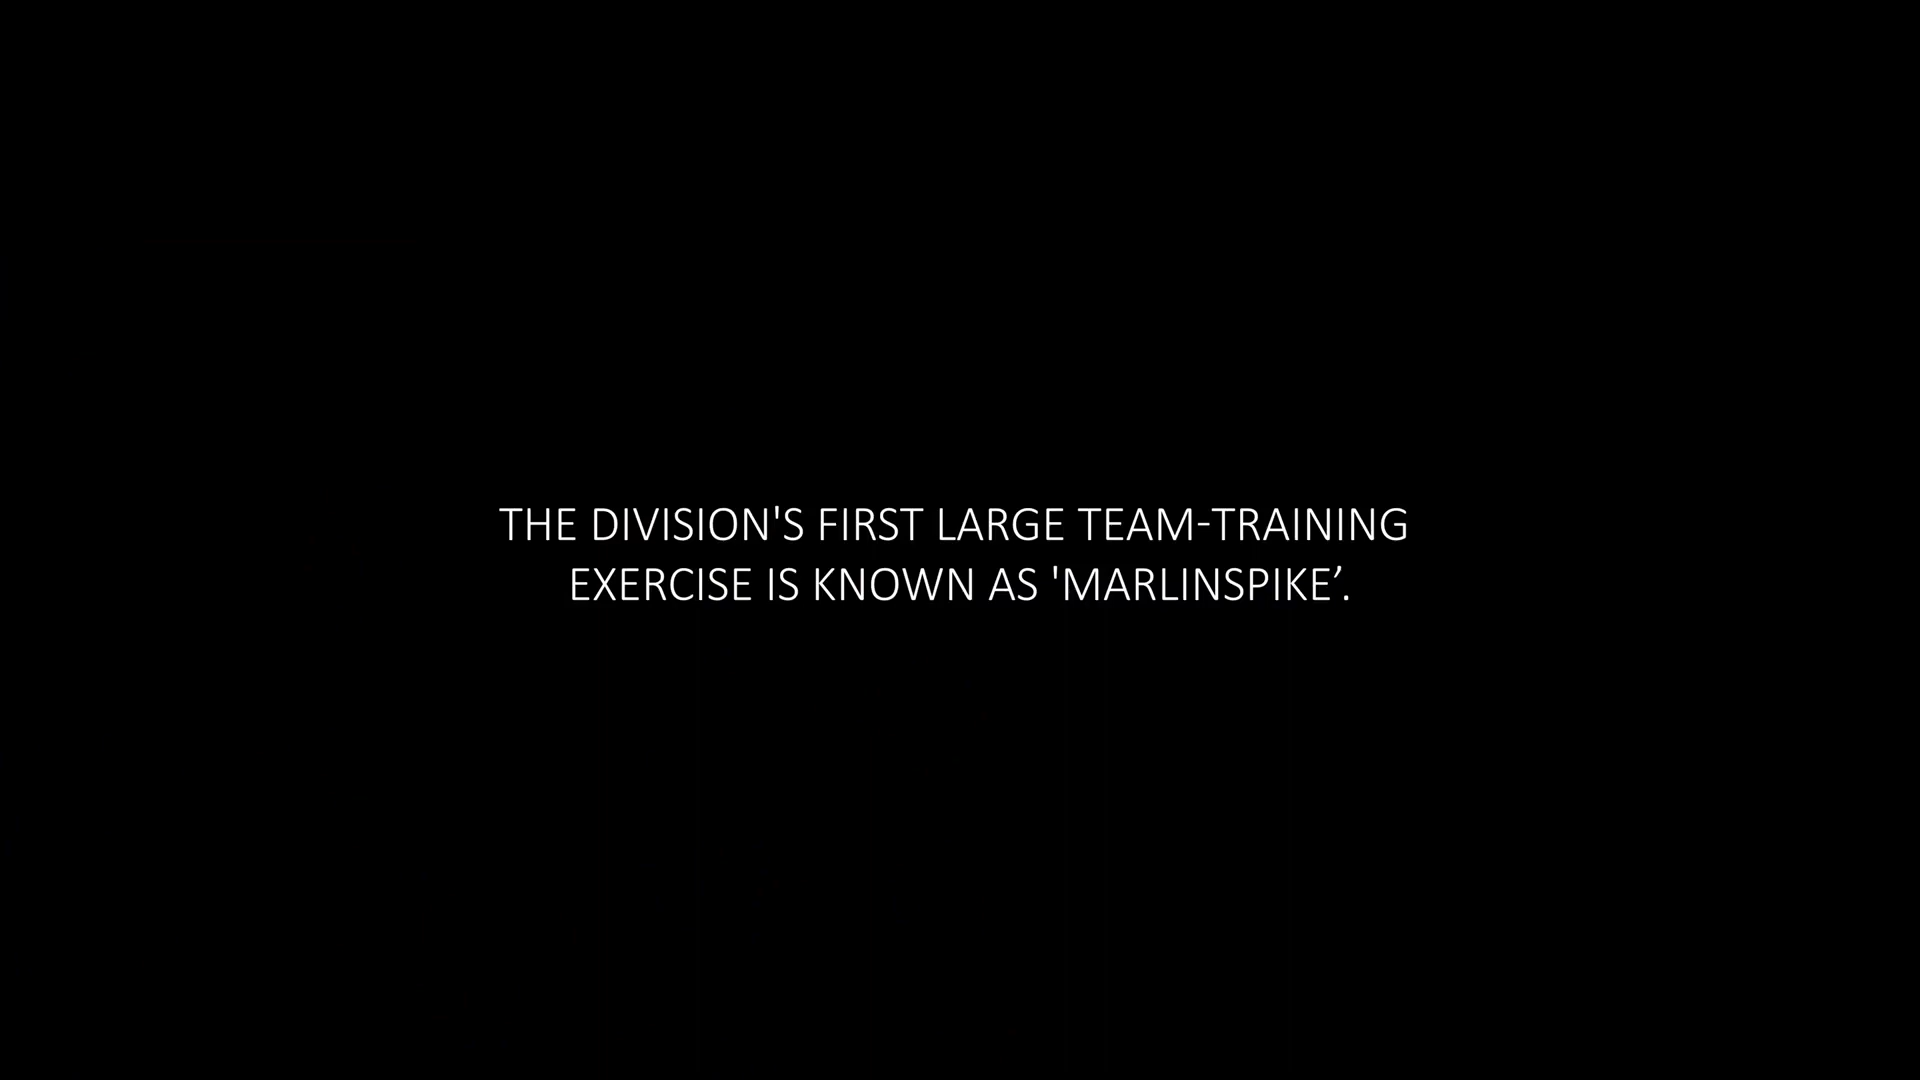 THE DIVISION'S FIRST LARGE TEAM-TRAINING
EXERCISE IS KNOWN AS 'MARLINSPIKE’.